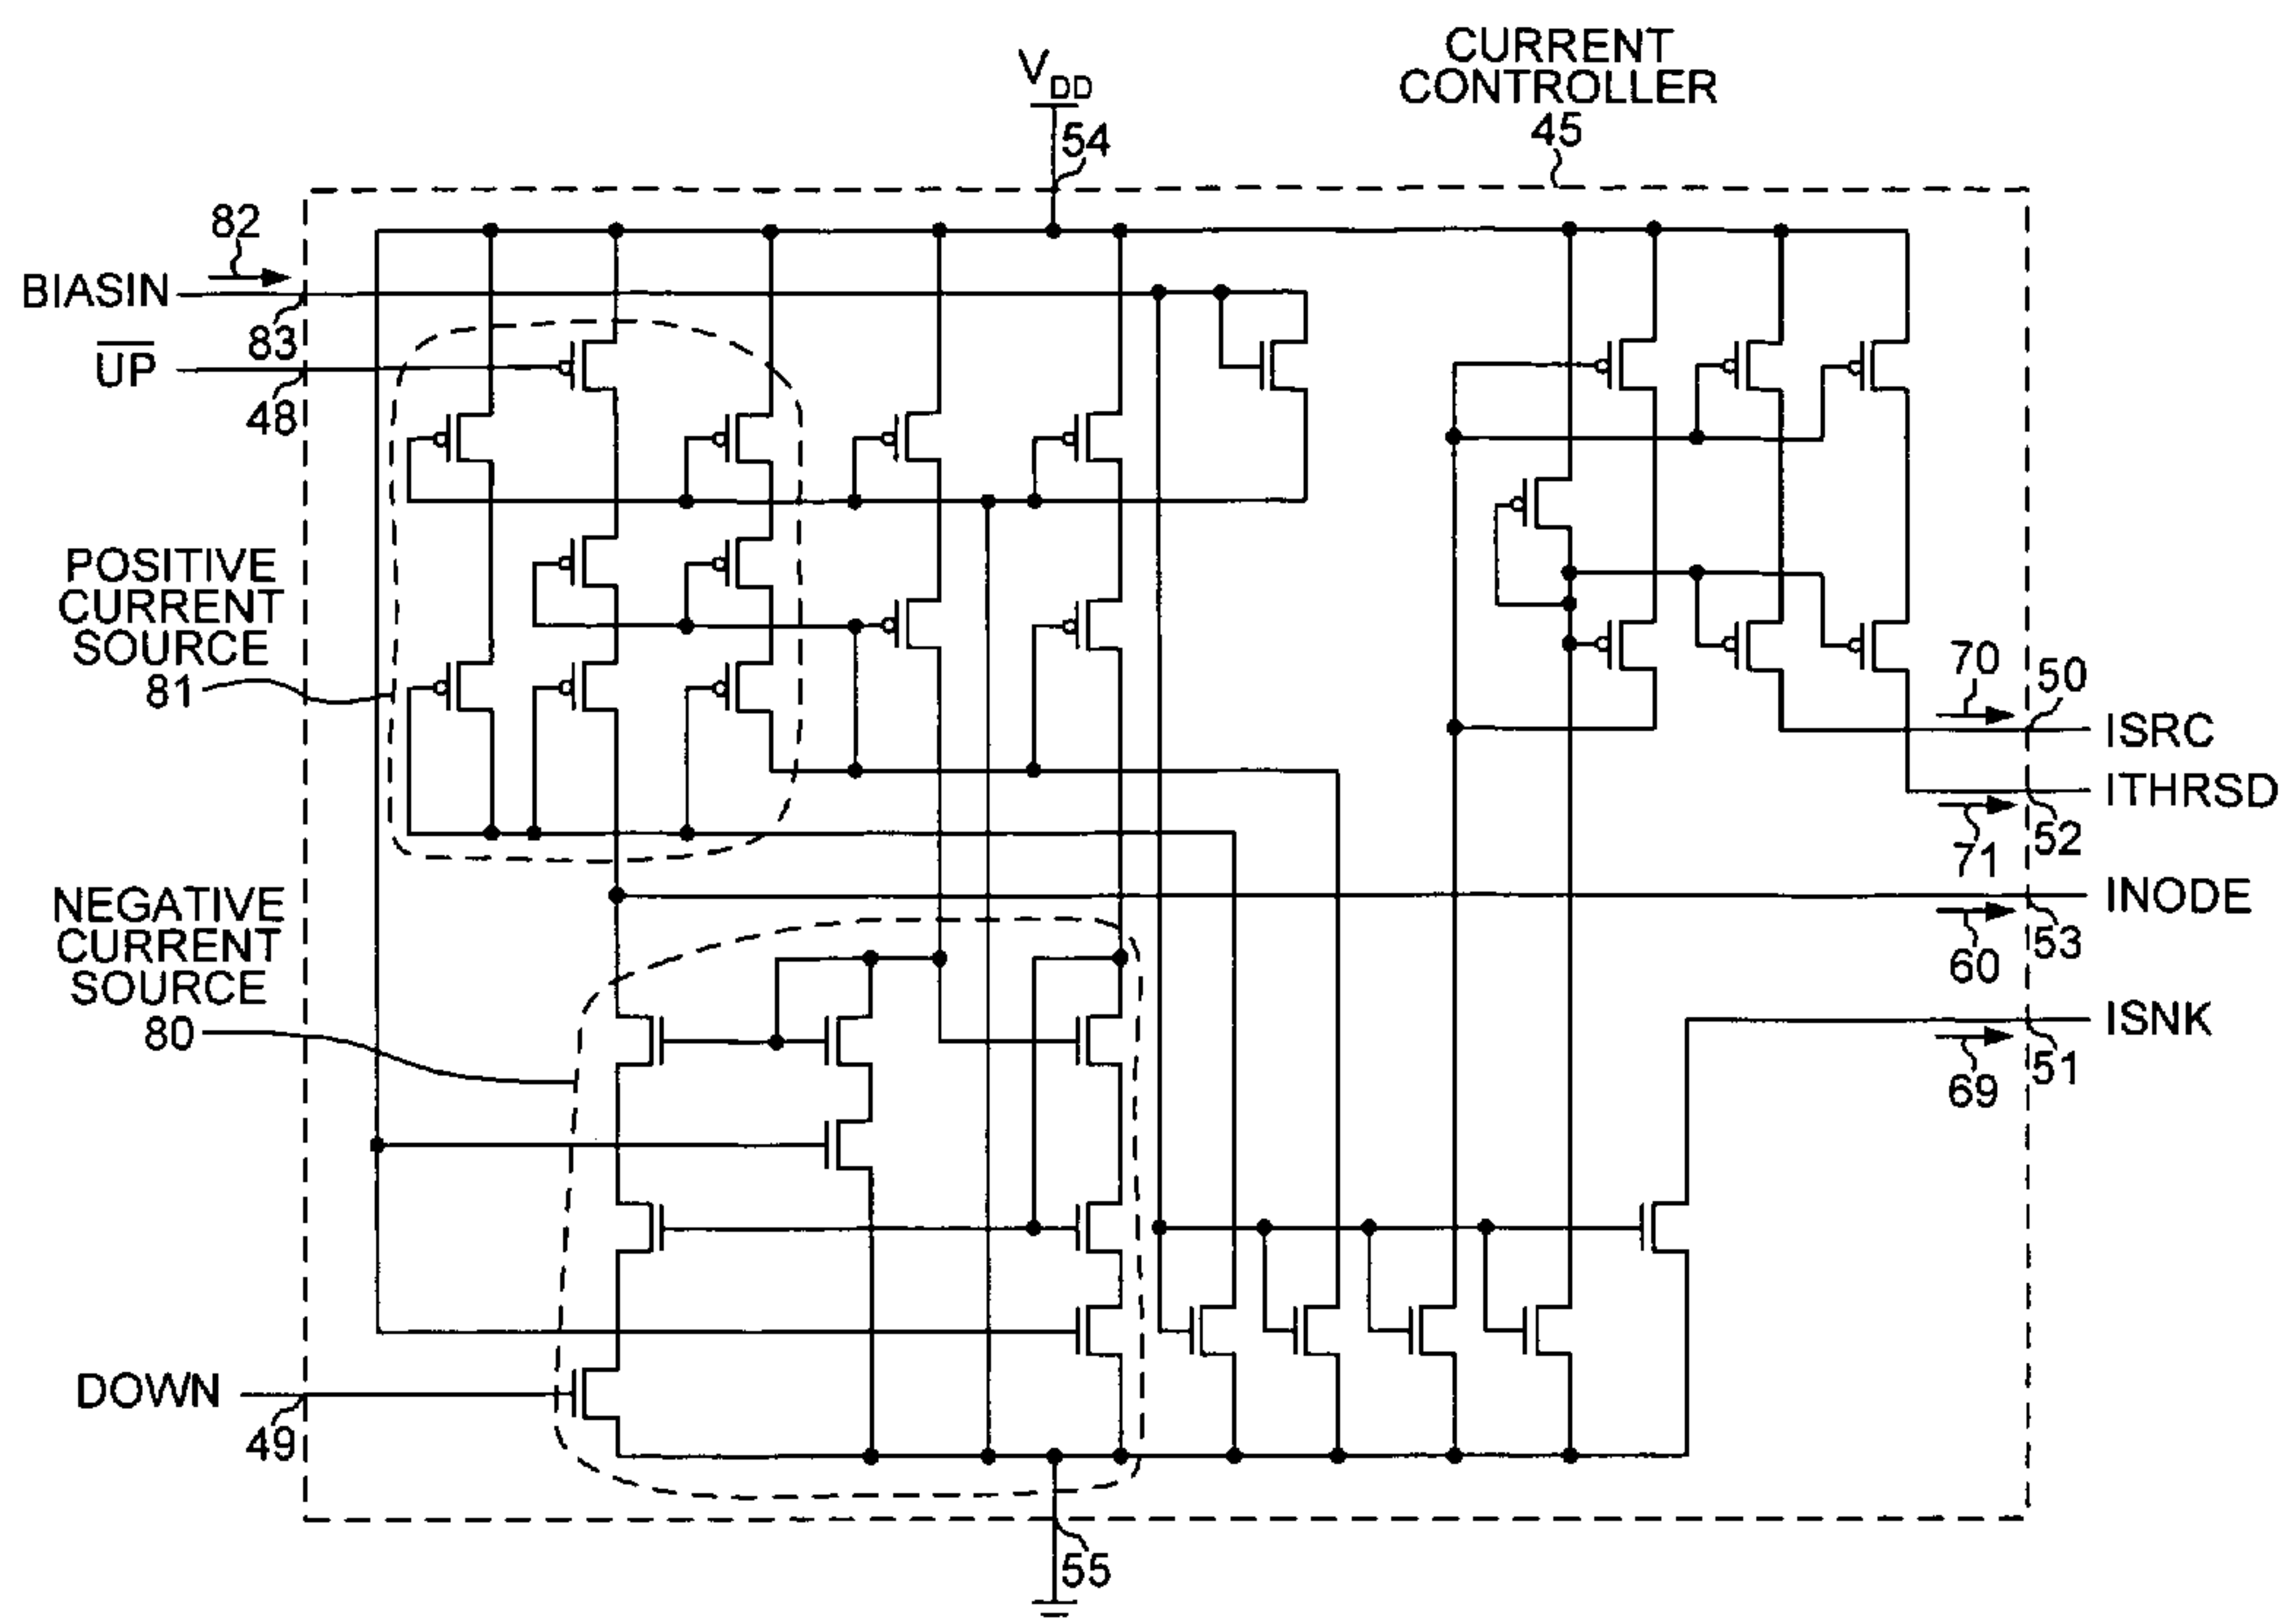 CURRENT
CONTROLLER
45
VDD
54
82
BIASIN
83
UP
48
POSITIVE
CURRENT
SOURCE
81
70
50
ISRC
ITHRSD
71
52
NEGATIVE
CURRENT
SOURCE
80
INODE
60
53
ISNK
69
51
DOWN
49
55